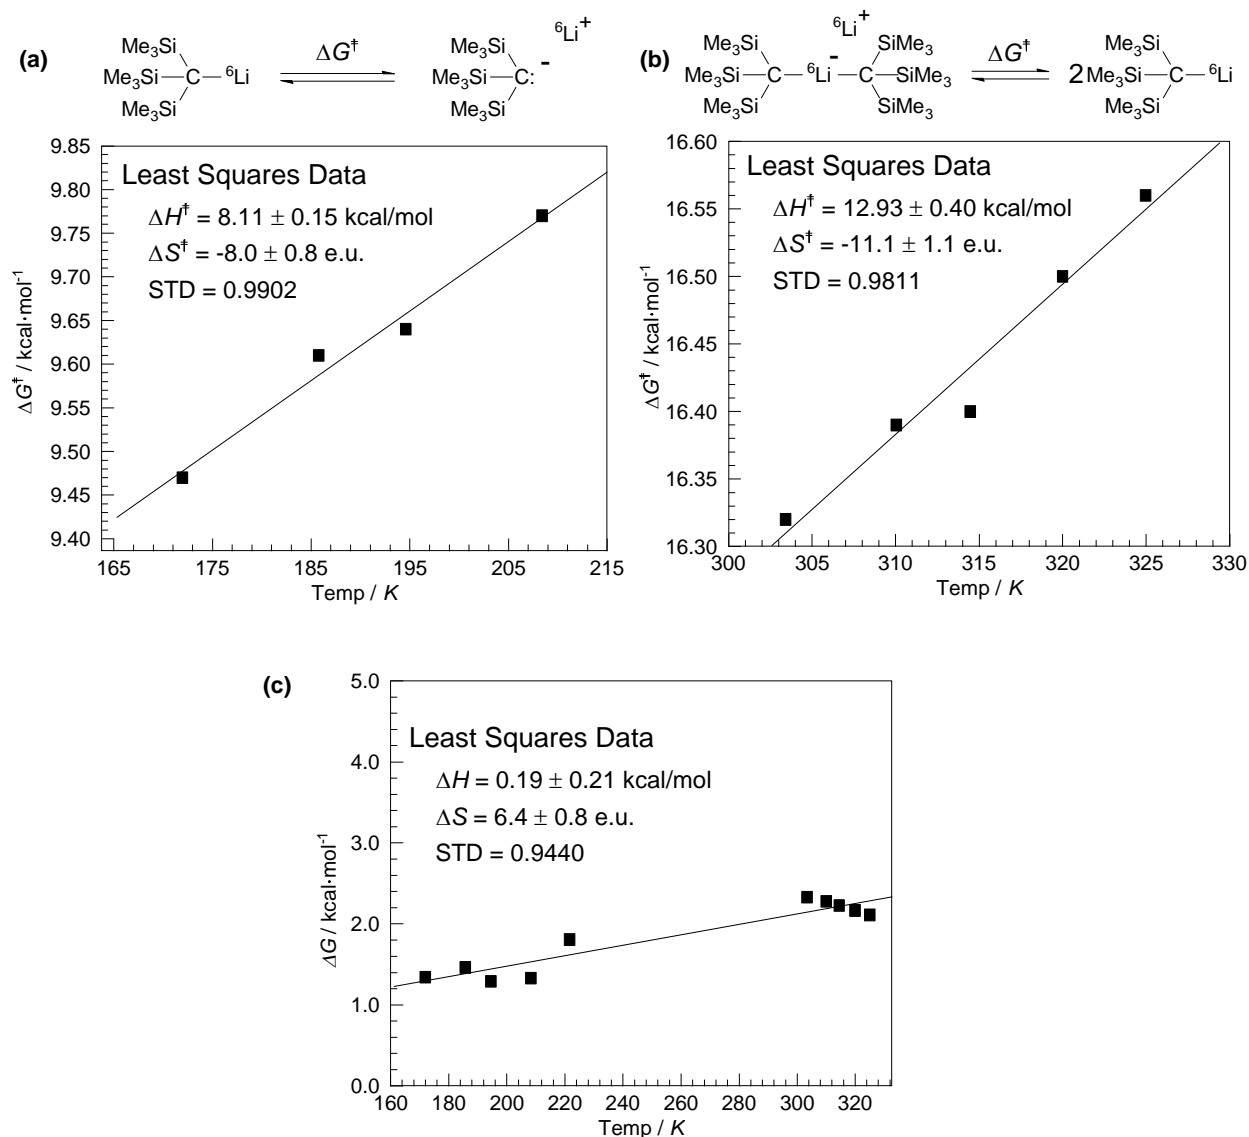 (a)
Me3Si
Me3Si C 6Li
Me3Si
ΔG‡
6Li+
Me3Si
Me3Si C: -
Me3Si
Least Squares Data
ΔH‡ = 8.11 ± 0.15 kcal/mol
ΔS‡ = -8.0 ± 0.8 e.u.
STD = 0.9902
ΔG‡ / kcal·mol-1
9.85
9.80
9.75
9.70
9.65
9.60
9.55
9.50
9.45
9.40
165 175 185 195 205 215
Temp / K
(b)
6Li+
Me3Si SiMe3
Me3Si C 6Li - C SiMe3
Me3Si SiMe3
ΔG‡
Me3Si
2Me3Si C 6Li
Me3Si
Least Squares Data
ΔH‡ = 12.93 ± 0.40 kcal/mol
ΔS‡ = -11.1 ± 1.1 e.u.
STD = 0.9811
ΔG‡ / kcal·mol-1
16.60
16.55
16.50
16.45
16.40
16.35
16.30
300 305 310 315 320 325 330
Temp / K
(c)
Least Squares Data
ΔH = 0.19 ± 0.21 kcal/mol
ΔS = 6.4 ± 0.8 e.u.
STD = 0.9440
ΔG / kcal·mol-1
5.0
4.0
3.0
2.0
1.0
0.0
160 180 200 220 240 260 280 300 320
Temp / K